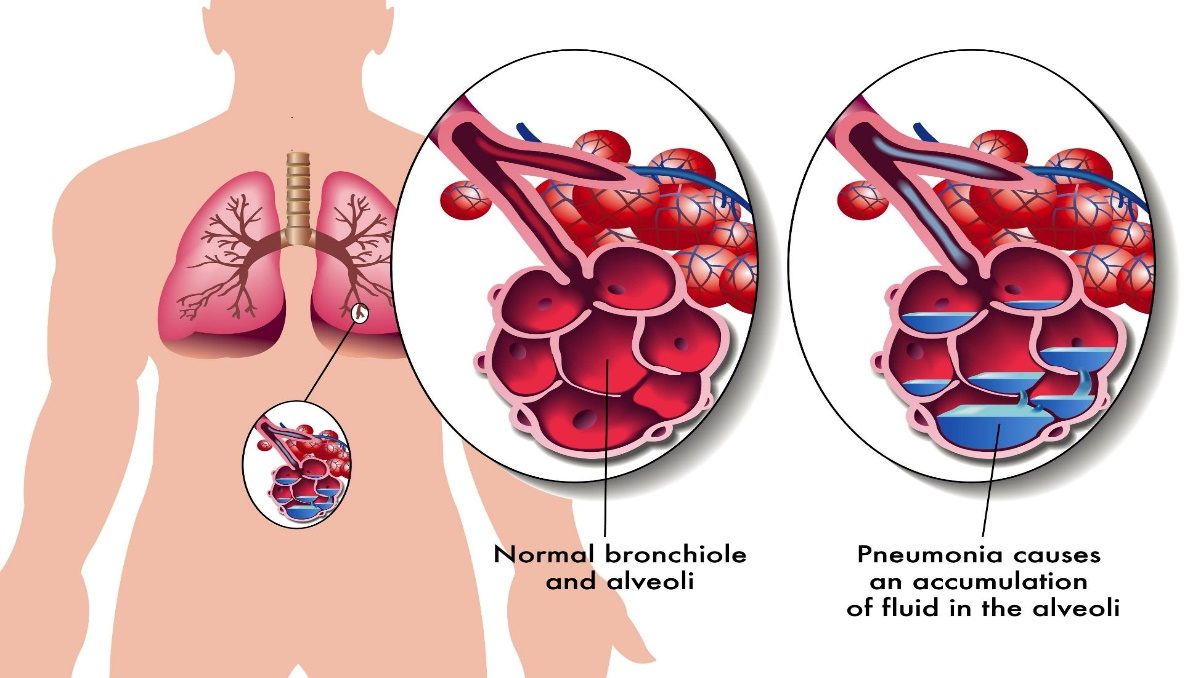 Normal bronchiole
and alveoli
Pneumonia causes
an accumulation
of fluid in the alveoli